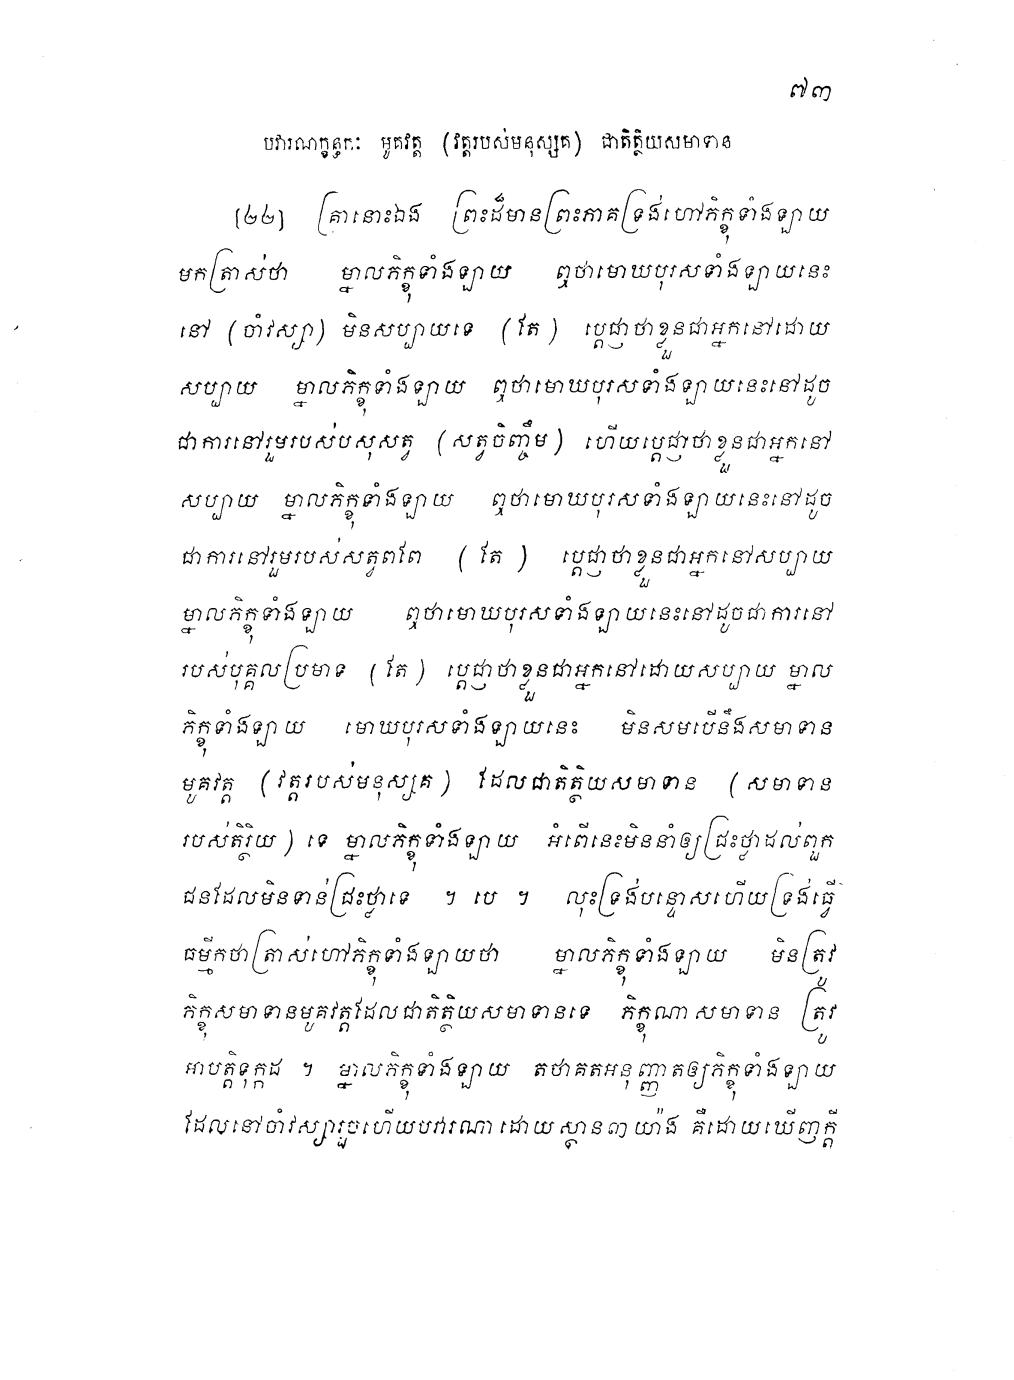 ៧៣
បវារណក្ខន្ធកៈ មូគវត្ត (វត្តរបស់មនុស្សគ) ជាតិត្ថិយសមាទាន
(៤៤) គ្រានោះឯង ព្រះដ៏មានព្រះភាគទ្រង់ហៅភិក្ខុទាំងឡាយ
មកត្រាស់ថា ម្នាលភិក្ខុទាំងឡាយ ឮថាមោឃបុរសទាំងឡាយនេះ
នៅ (ចាំវស្សា) មិនសប្បាយទេ (តែ) ប្តេជ្ញាថាខ្លួនជាអ្នកនៅដោយ
សប្បាយ ម្នាលភិក្ខុទាំងឡាយ ឮថាមោឃបុរសទាំងឡាយនេះនៅដូច
ជាការនៅរួមរបស់បសុសត្វ (សត្វចិញ្ចឹម) ហើយប្តេជ្ញាថាខ្លួនជាអ្នកនៅ
សប្បាយ ម្នាលភិក្ខុទាំងឡាយ ឮថាមោឃបុរសទាំងឡាយនេះនៅដូច
ជាការនៅរួមរបស់សត្វពពែ (តែ) ប្តេជ្ញាថាខ្លួនជាអ្នកនៅសប្បាយ
ម្នាលភិក្ខុទាំងឡាយ ឮថាមោឃបុរសទាំងឡាយនេះនៅដូចជាការនៅ
របស់បុគ្គលប្រមាទ (តែ) ប្តេជ្ញាថាខ្លួនជាអ្នកនៅដោយសប្បាយ ម្នាល
ភិក្ខុទាំងឡាយ មោឃបុរសទាំងឡាយនេះ មិនសមបើនឹងសមាទាន
មូគវត្ត (វត្តរបស់មនុស្សគ) ដែលជាតិត្ថិយសមាទាន (សមាទាន
របស់តិរ្ថិយ) ទេ ម្នាលភិក្ខុទាំងឡាយ អំពើនេះមិននាំឲ្យជ្រះថ្លាដល់ពួក
ជនដែលមិនទាន់ជ្រះថ្លាទេ ។ បេ ។ លុះទ្រង់បន្ទោសហើយទ្រង់ធ្វើ
ធម្មីកថាត្រាស់ហៅភិក្ខុទាំងឡាយថា ម្នាលភិក្ខុទាំងឡាយ មិនត្រូវ
ភិក្ខុសមាទានមូគវត្តដែលជាតិត្ថិយសមាទានទេ ភិក្ខុណាសមាទាន ត្រូវ
អាបត្តិទុក្កដ ។ ម្នាលភិក្ខុទាំងឡាយ តថាគតអនុញ្ញាតឲ្យភិក្ខុទាំងឡាយ
ដែលនៅចាំវស្សារួចហើយបវារណា ដោយស្ថាន៣យ៉ាង គឺដោយឃើញក្តី